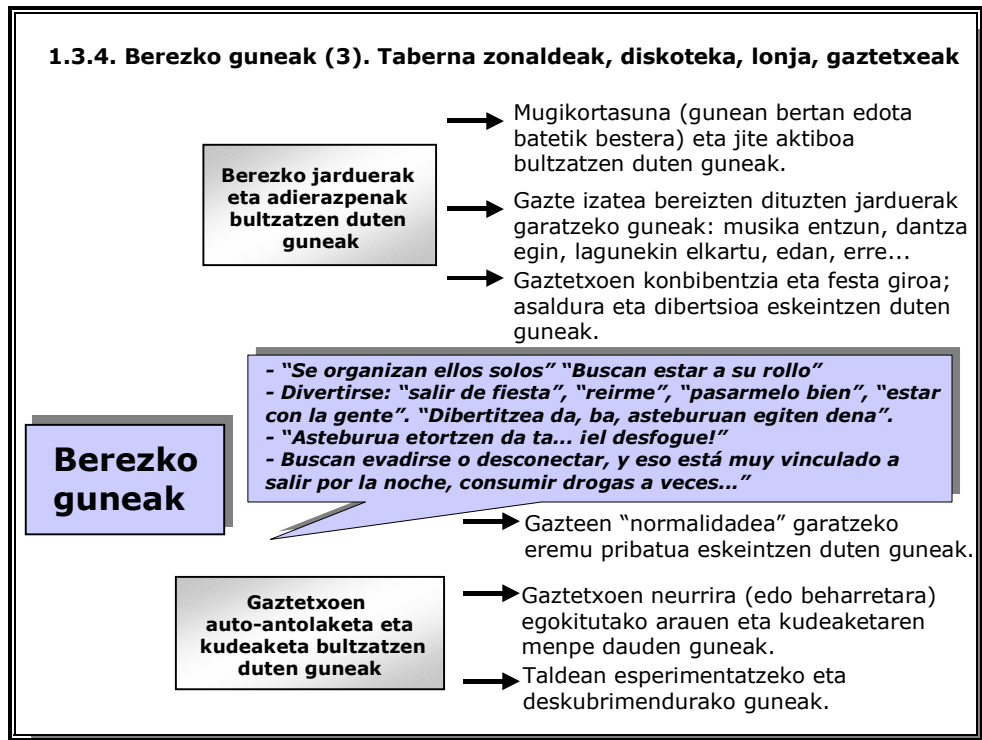 1.3.4. Berezko guneak (3). Taberna zonaldeak, diskoteka, lonja, gaztetxeak
Berezko jarduerak
eta adierazpenak
bultzatzen duten
guneak
Mugikortasuna (gunean bertan edota
batetik bestera) eta jite aktiboa
bultzatzen duten guneak.
Gazte izatea bereizten dituzten jarduerak
garatzeko guneak: musika entzun, dantza
egin, lagunekin elkartu, edan, erre...
Gaztetxoen konbibentzia eta festa giroa;
asaldura eta dibertsioa eskeintzen duten
guneak.
- “Se organizan ellos solos” “Buscan estar a su rollo”
- Divertirse: “salir de fiesta”, “reirme”, “pasarmelo bien”, “estar
con la gente”. “Dibertitzea da, ba, asteburuan egiten dena”.
- “Asteburua etortzen da ta... ¡el desfogue!”
- Buscan evadirse o desconectar, y eso está muy vinculado a
salir por la noche, consumir drogas a veces...”
Berezko
guneak
Gazteen “normalidadea” garatzeko
eremu pribatua eskeintzen duten guneak.
Gaztetxoen
auto-antolaketa eta
kudeaketa bultzatzen
duten guneak
Gaztetxoen neurrira (edo beharretara)
egokitutako arauen eta kudeaketaren
menpe dauden guneak.
Taldean esperimentatzeko eta
deskubrimendurako guneak.